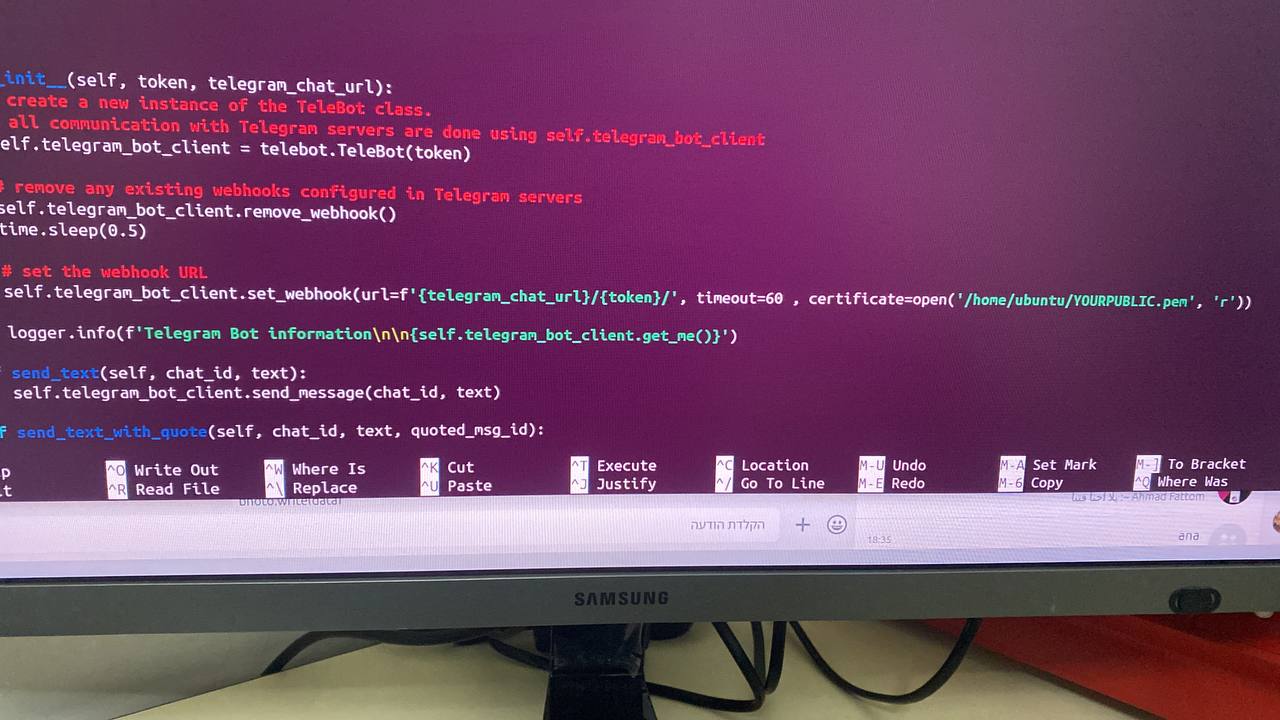 _init__(self, token, telegram_chat_url):
create a new instance of the TeleBot class.
all communication with Telegram servers are done using self.telegram_bot_client
elf.telegram_bot_client = telebot.TeleBot(token)
# remove any existing webhooks configured in Telegram servers
self.telegram_bot_client.remove_webhook()
time.sleep(0.5)
# set the webhook URL
self.telegram_bot_client.set_webhook(url=f'{telegram_chat_url}/{token}/', timeout=60 , certificate=open('/home/ubuntu/YOURPUBLIC.pem', 'r'))
logger.info(f'Telegram Bot information\n\n{self.telegram_bot_client.get_me()}')
send_text(self, chat_id, text):
self.telegram_bot_client.send_message(chat_id, text)
f send_text_with_quote(self, chat_id, text, quoted_msg_id):
p ^O Write Out ^W Where Is ^K Cut ^T Execute ^C Location M-U Undo M-A Set Mark M-] To Bracket
t ^R Read File ^\ Replace ^U Paste ^J Justify ^/ Go To Line M-E Redo M-6 Copy ^Q Where Was
Ahmad Fattom
הקלדת הודעה
18:35
ana
SAMSUNG